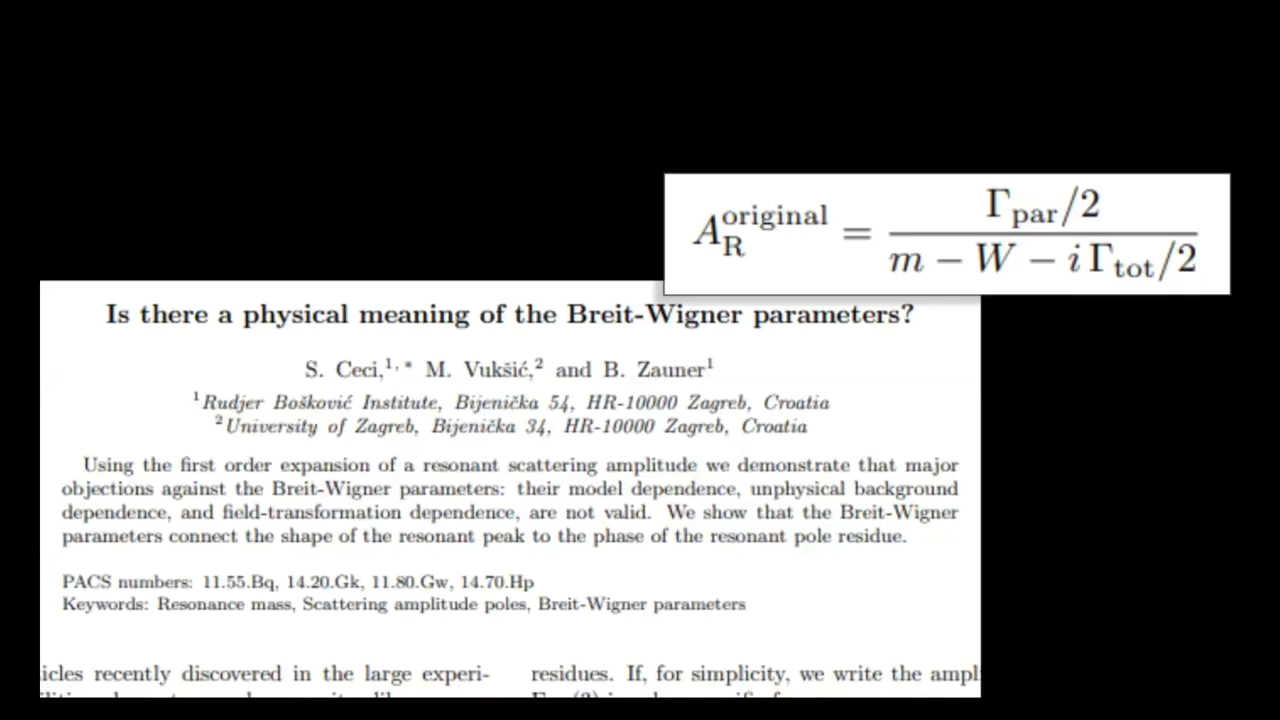 A_R^original = Γ_par/2 / m − W − i Γ_tot/2
Is there a physical meaning of the Breit-Wigner parameters?
S. Ceci,¹,* M. Vukšić,² and B. Zauner¹
¹Rudjer Bošković Institute, Bijenička 54, HR-10000 Zagreb, Croatia
²University of Zagreb, Bijenička 34, HR-10000 Zagreb, Croatia
Using the first order expansion of a resonant scattering amplitude we demonstrate that major
objections against the Breit-Wigner parameters: their model dependence, unphysical background
dependence, and field-transformation dependence, are not valid. We show that the Breit-Wigner
parameters connect the shape of the resonant peak to the phase of the resonant pole residue.
PACS numbers: 11.55.Bq, 14.20.Gk, 11.80.Gw, 14.70.Hp
Keywords: Resonance mass, Scattering amplitude poles, Breit-Wigner parameters
icles recently discovered in the large experi-
residues. If, for simplicity, we write the ampl